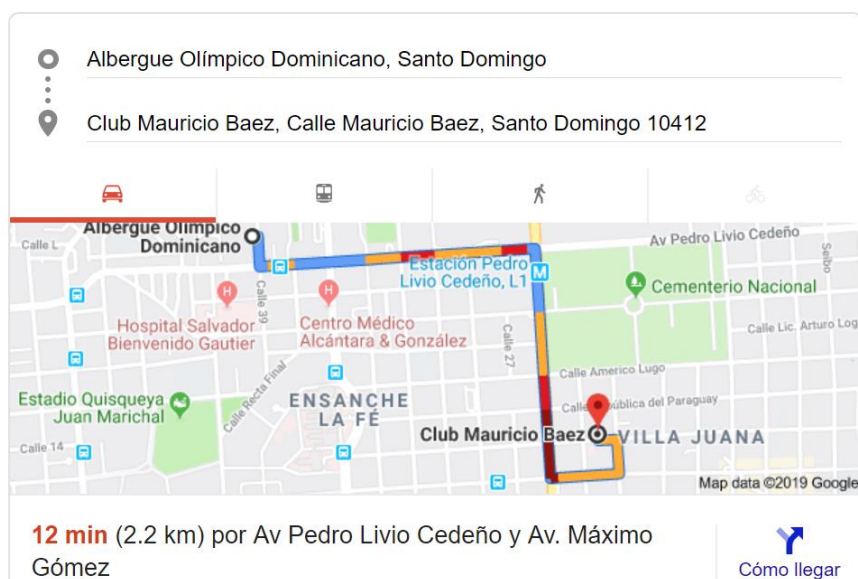 Albergue Olímpico Dominicano, Santo Domingo
Club Mauricio Baez, Calle Mauricio Baez, Santo Domingo 10412
Albergue Olímpico
Dominicano
Calle L
Av Pedro Livio Cedeño
Seibo
Estación Pedro
Livio Cedeño, L1
M
Calle 39
H
H
Cementerio Nacional
Hospital Salvador
Bienvenido Gautier
Centro Médico
Alcántara & González
Calle 27
Calle Lic. Arturo Log
Calle Recta Final
Calle Americo Lugo
Estadio Quisqueya
Juan Marichal
ENSANCHE
LA FÉ
pública del Paraguay
Calle 14
Club Mauricio Baez
VILLA JUANA
Map data ©2019 Google
12 min (2.2 km) por Av Pedro Livio Cedeño y Av. Máximo
Gómez
Cómo llegar